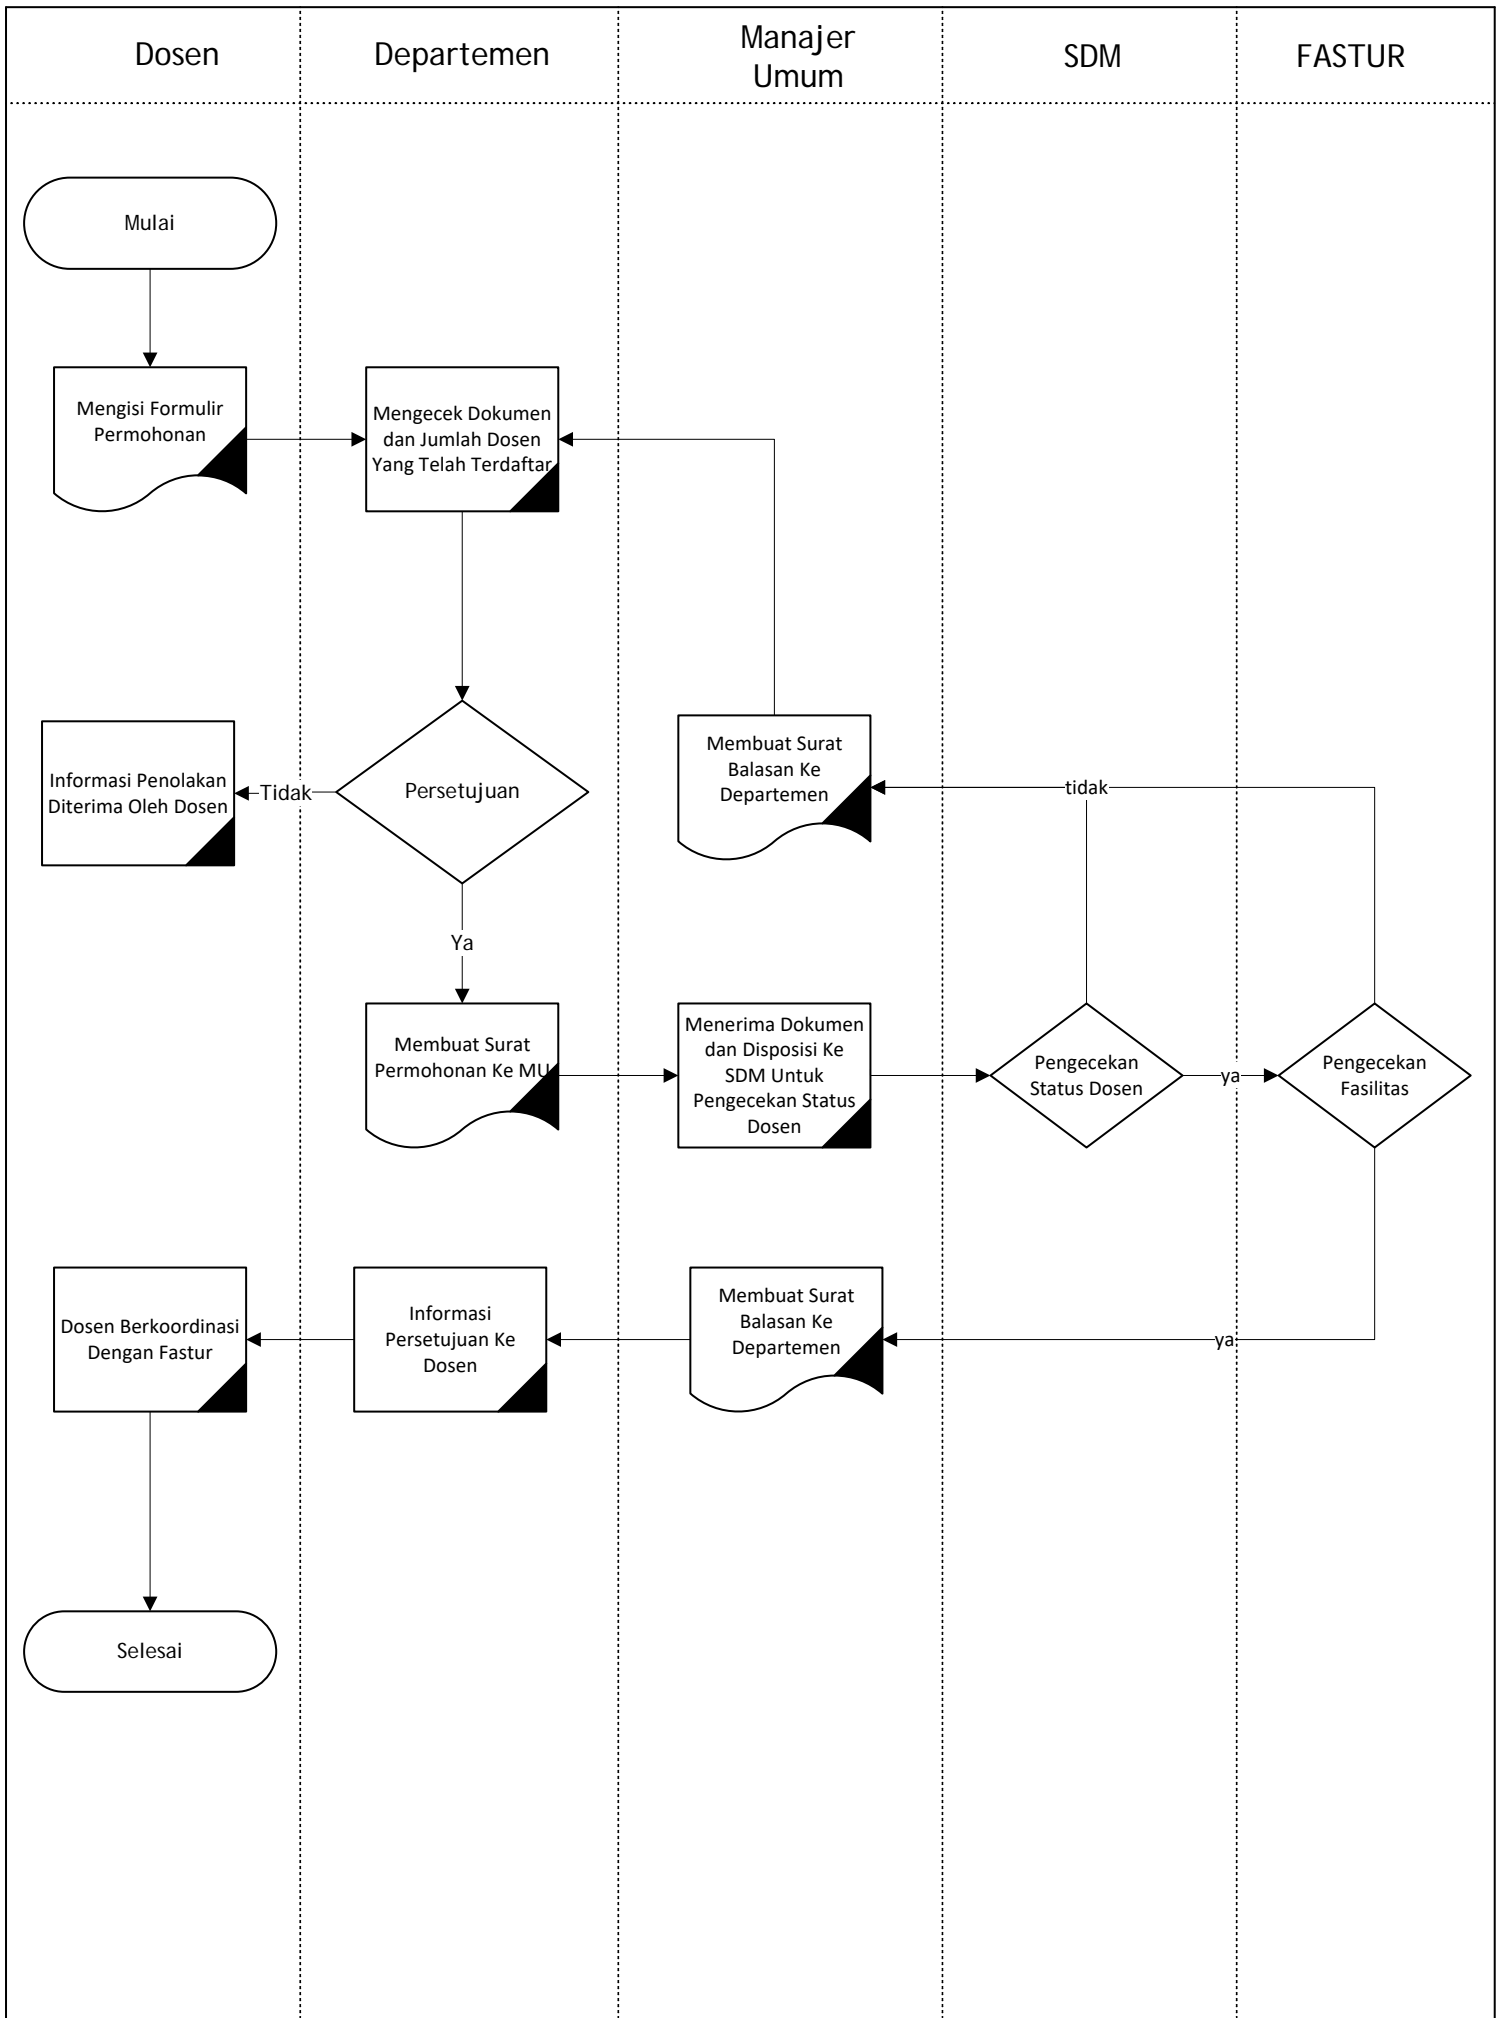 Dosen
Departemen
Manajer
Umum
SDM
FASTUR
Mulai
Mengisi Formulir
Permohonan
Mengecek Dokumen
dan Jumlah Dosen
Yang Telah Terdaftar
Informasi Penolakan
Diterima Oleh Dosen
Tidak
Persetujuan
Membuat Surat
Balasan Ke
Departemen
tidak
Ya
Membuat Surat
Permohonan Ke MU
Menerima Dokumen
dan Disposisi Ke
SDM Untuk
Pengecekan Status
Dosen
Pengecekan
Status Dosen
ya
Pengecekan
Fasilitas
Dosen Berkoordinasi
Dengan Fastur
Informasi
Persetujuan Ke
Dosen
Membuat Surat
Balasan Ke
Departemen
ya
Selesai